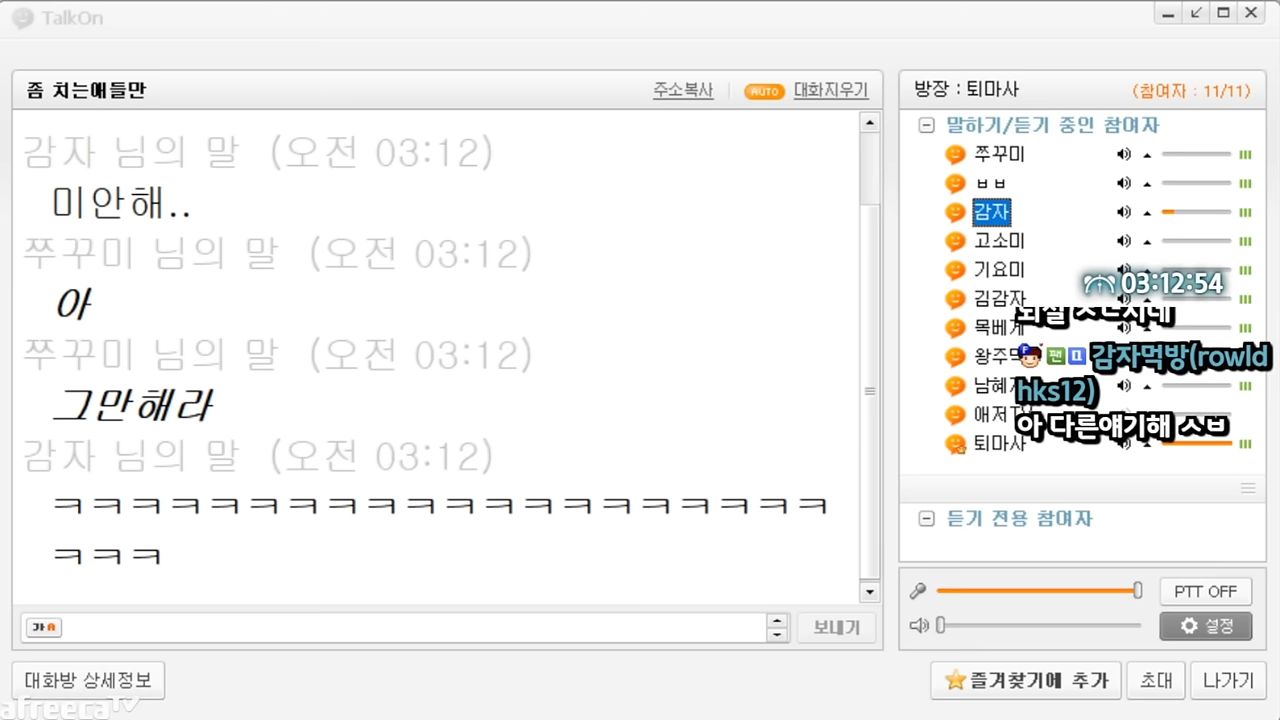 TalkOn
좀 치는애들만
주소복사
AUTO 대화지우기
감자 님의 말 (오전 03:12)
미안해..
쭈꾸미 님의 말 (오전 03:12)
아
쭈꾸미 님의 말 (오전 03:12)
그만해라
감자 님의 말 (오전 03:12)
ㅋㅋㅋㅋㅋㅋㅋㅋㅋㅋㅋㅋㅋㅋㅋㅋㅋㅋㅋㅋ
ㅋㅋㅋ
가가
보내기
대화방 상세정보
afreecaTV
방장 : 퇴마사
(참여자 : 11/11)
말하기/듣기 중인 참여자
쭈꾸미
ㅂㅂ
감자
고소미
기요미
03:12:54
김감자
목베개
왕주먹
팬 감자먹방(rowld
남혜
hks12)
애저
아 다른얘기해 ㅅㅂ
퇴마사
듣기 전용 참여자
PTT OFF
설정
즐겨찾기에 추가
초대
나가기